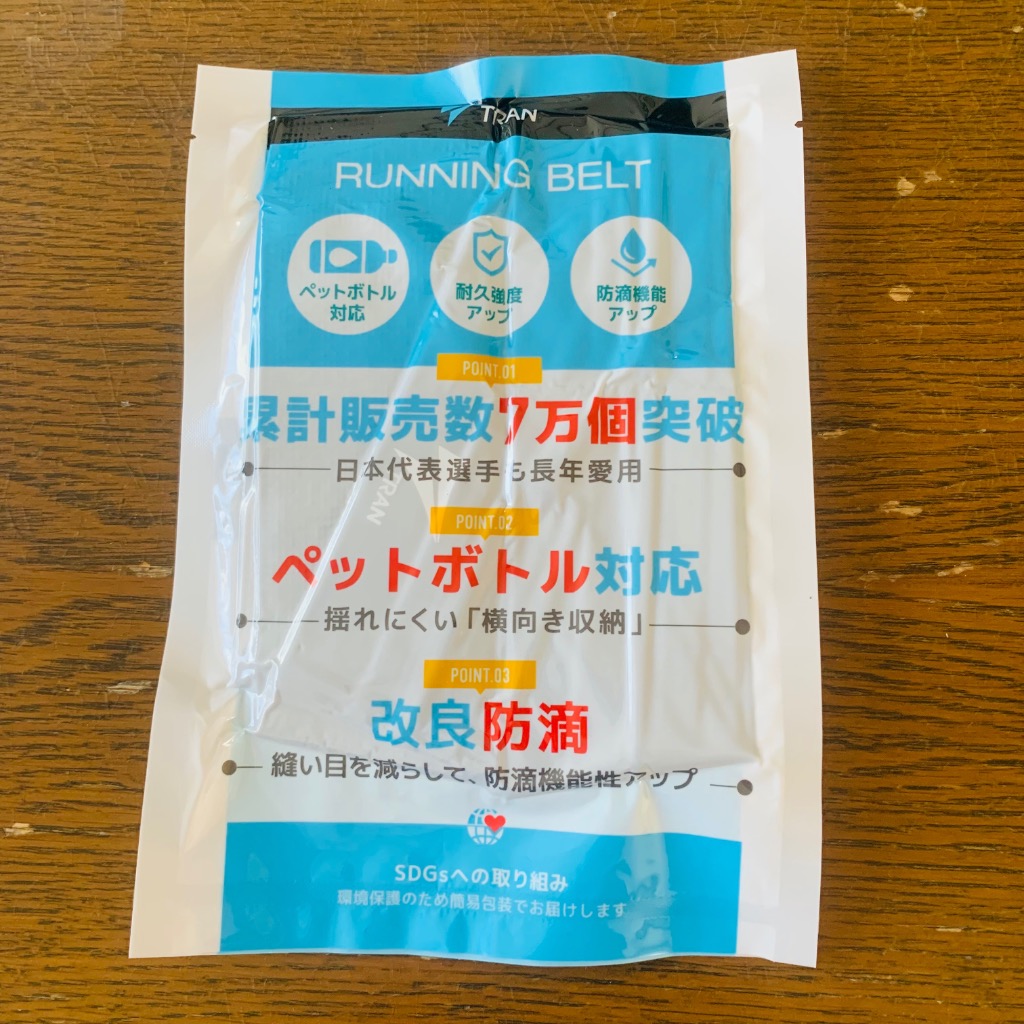 TRAN
RUNNING BELT
ペットボトル
対応
耐久強度
アップ
防滴機能
アップ
POINT.01
累計販売数7万個突破
日本代表選手も長年愛用
TRAN
POINT.02
ペットボトル対応
揺れにくい「横向き収納」
POINT.03
改良防滴
縫い目を減らして、防滴機能性アップ
SDGsへの取り組み
環境保護のため簡易包装でお届けします